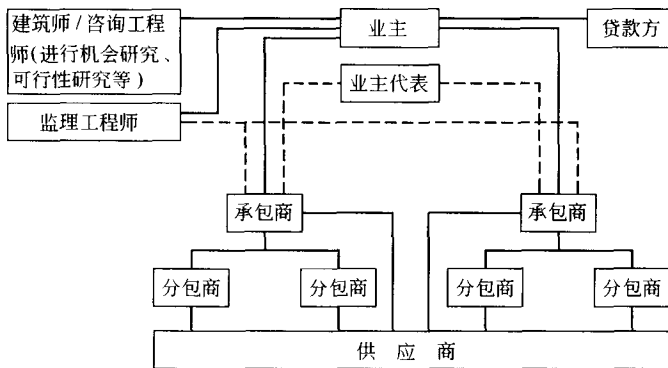 建筑师/咨询工程
师(进行机会研究、
可行性研究等)
业主
贷款方
业主代表
监理工程师
承包商
承包商
分包商
分包商
分包商
分包商
供应商